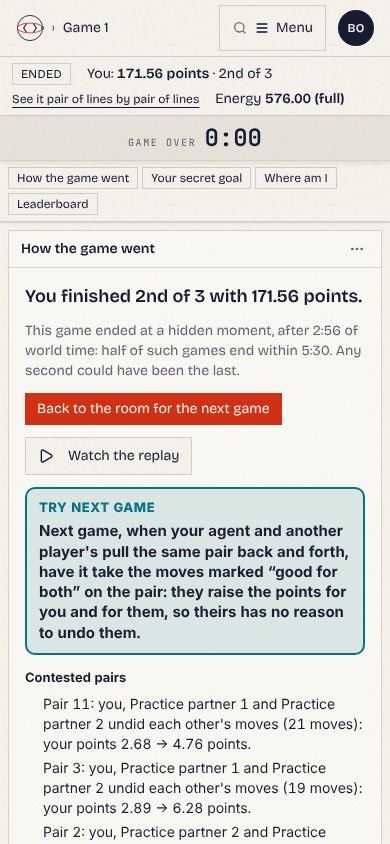 › Game 1
Menu
BO
ENDED You: 171.56 points · 2nd of 3
See it pair of lines by pair of lines Energy 576.00 (full)
GAME OVER 0:00
How the game went Your secret goal Where am I
Leaderboard
How the game went ...
You finished 2nd of 3 with 171.56 points.
This game ended at a hidden moment, after 2:56 of
world time: half of such games end within 5:30. Any
second could have been the last.
Back to the room for the next game
Watch the replay
TRY NEXT GAME
Next game, when your agent and another
player's pull the same pair back and forth,
have it take the moves marked “good for
both” on the pair: they raise the points for
you and for them, so theirs has no reason
to undo them.
Contested pairs
Pair 11: you, Practice partner 1 and Practice
partner 2 undid each other's moves (21 moves):
your points 2.68 → 4.76 points.
Pair 3: you, Practice partner 1 and Practice
partner 2 undid each other's moves (19 moves):
your points 2.89 → 6.28 points.
Pair 2: you, Practice partner 2 and Practice